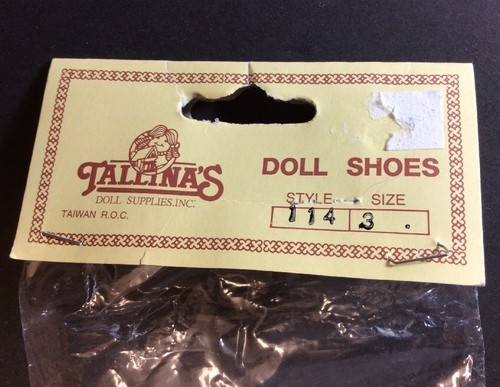 TALLINA'S
DOLL SUPPLIES.INC.
TAIWAN R.O.C.
DOLL SHOES
STYLE SIZE
114 3.